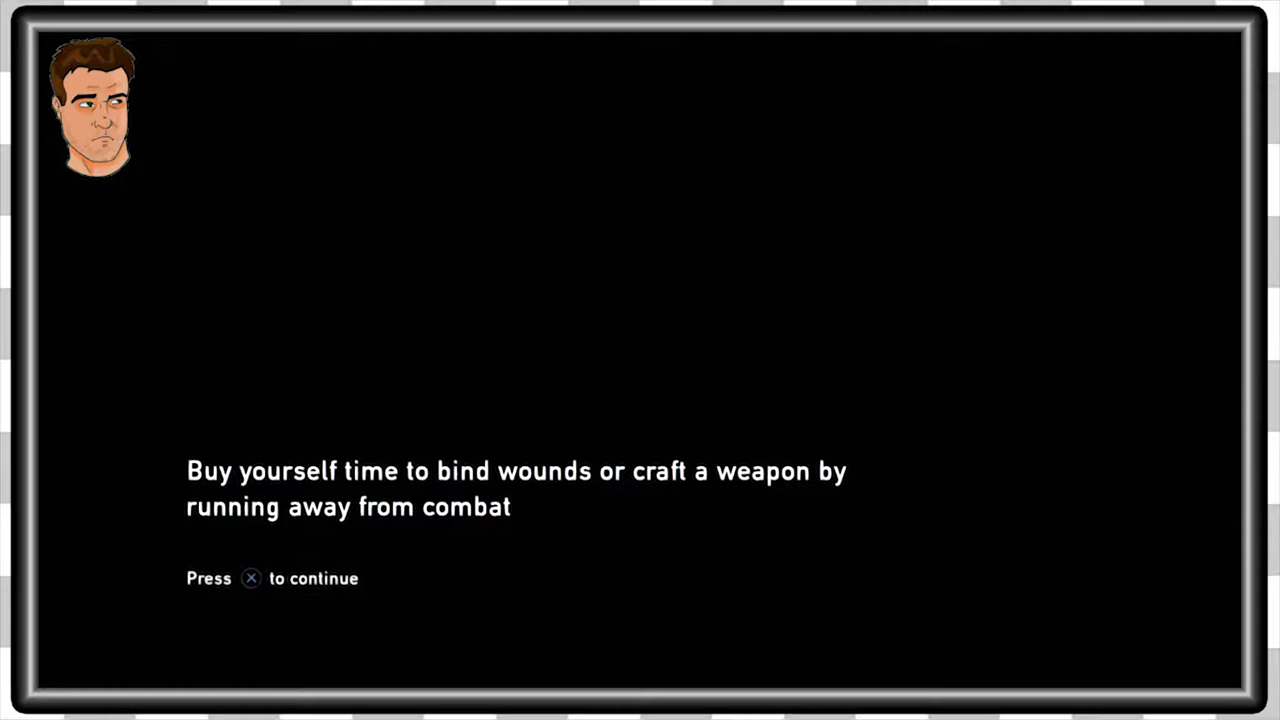 Buy yourself time to bind wounds or craft a weapon by
running away from combat
Press ⓧ to continue